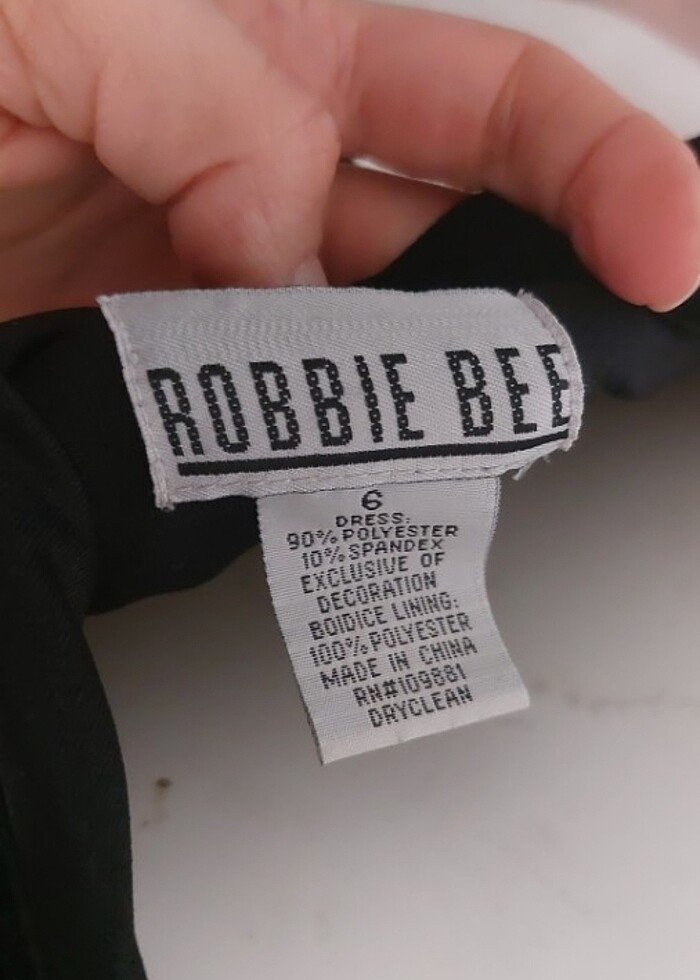 ROBBIE BEE
6
DRESS:
90% POLYESTER
10% SPANDEX
EXCLUSIVE OF
DECORATION
BOIDICE LINING:
100% POLYESTER
MADE IN CHINA
RN#109881
DRYCLEAN